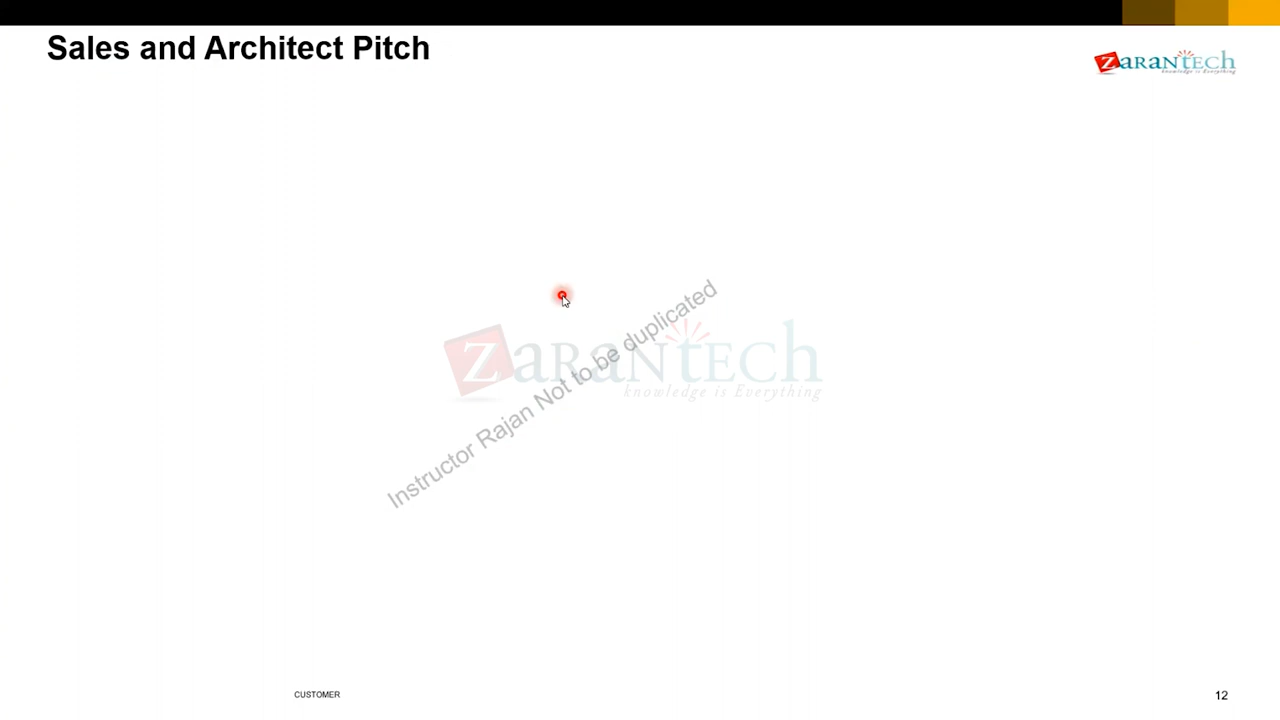 Sales and Architect Pitch
ZaranTech
knowledge is Everything
Instructor Rajan Not to be duplicated
ZaranTech
knowledge is Everything
CUSTOMER
12